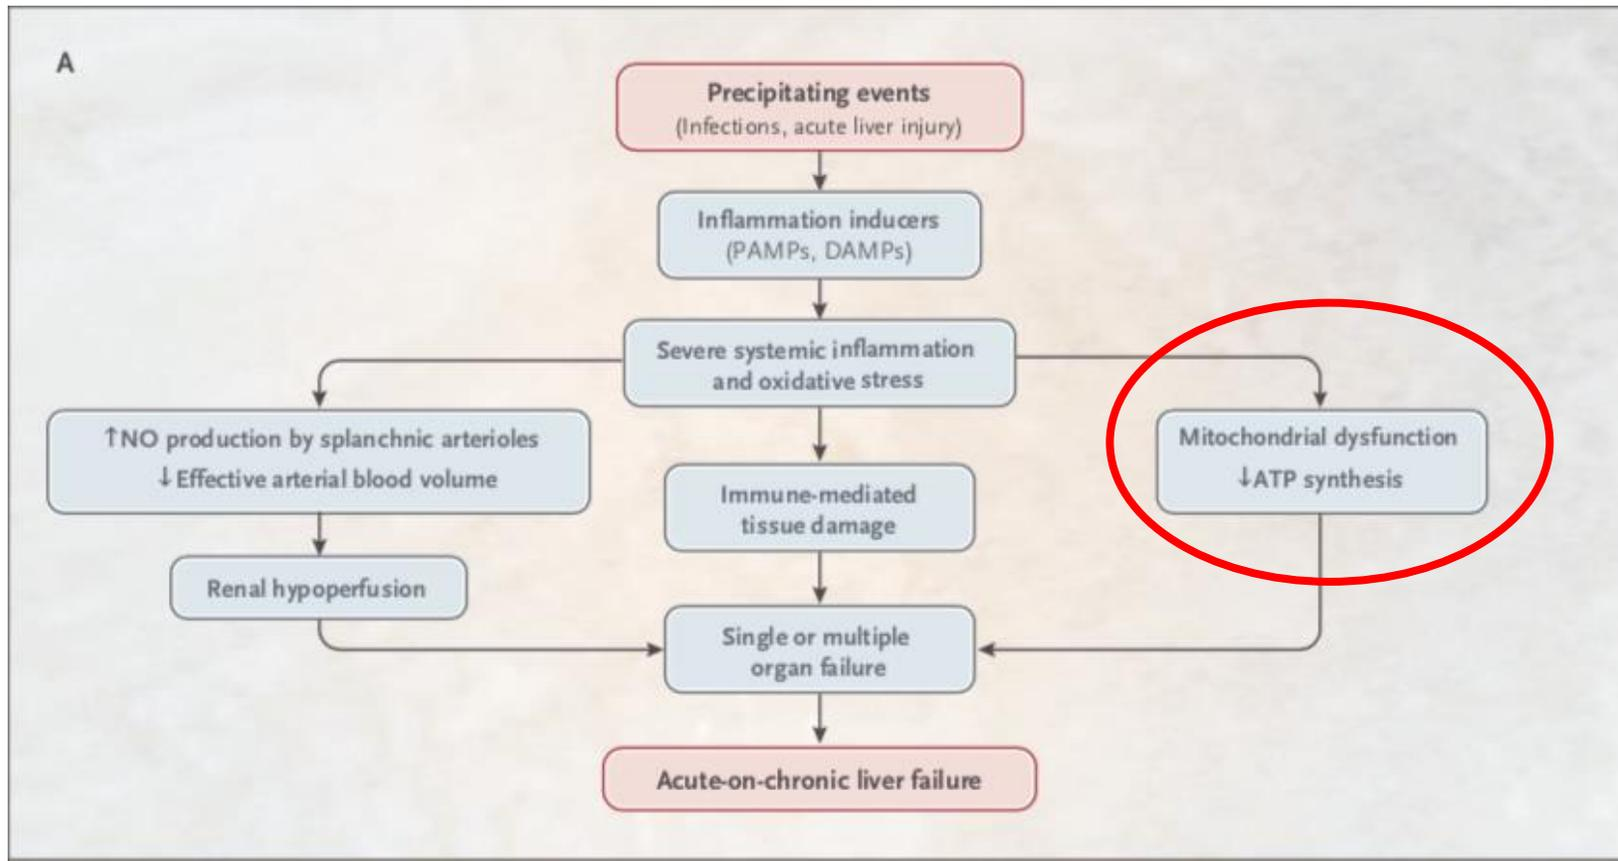 A
Precipitating events
(Infections, acute liver injury)
Inflammation inducers
(PAMPs, DAMPs)
Severe systemic inflammation
and oxidative stress
↑NO production by splanchnic arterioles
↓Effective arterial blood volume
Immune-mediated
tissue damage
Mitochondrial dysfunction
↓ATP synthesis
Renal hypoperfusion
Single or multiple
organ failure
Acute-on-chronic liver failure